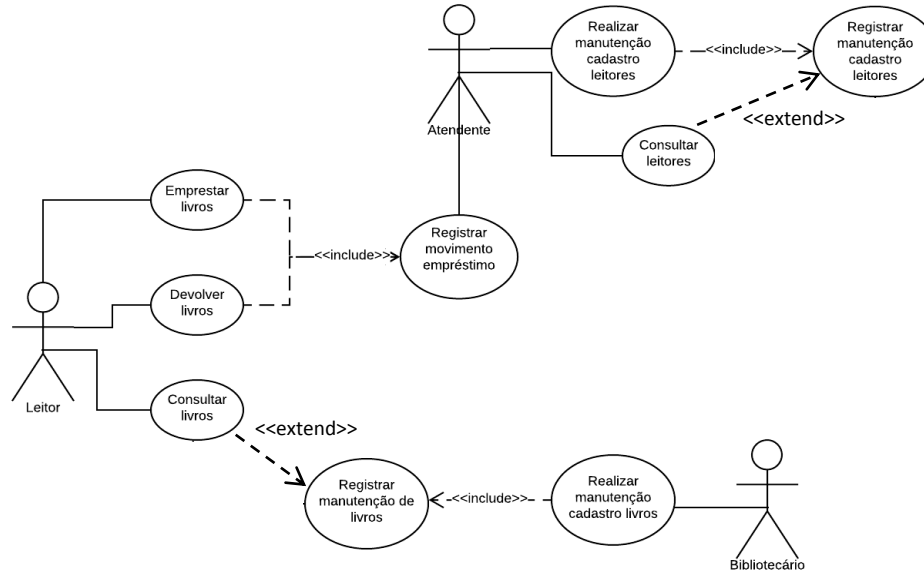 Realizar
manutenção
cadastro
leitores
<<include>>
Registrar
manutenção
cadastro
leitores
<<extend>>
Atendente
Consultar
leitores
Emprestar
livros
<<include>>
Registrar
movimento
empréstimo
Devolver
livros
Leitor
Consultar
livros
<<extend>>
Registrar
manutenção de
livros
<<include>>
Realizar
manutenção
cadastro livros
Bibliotecário